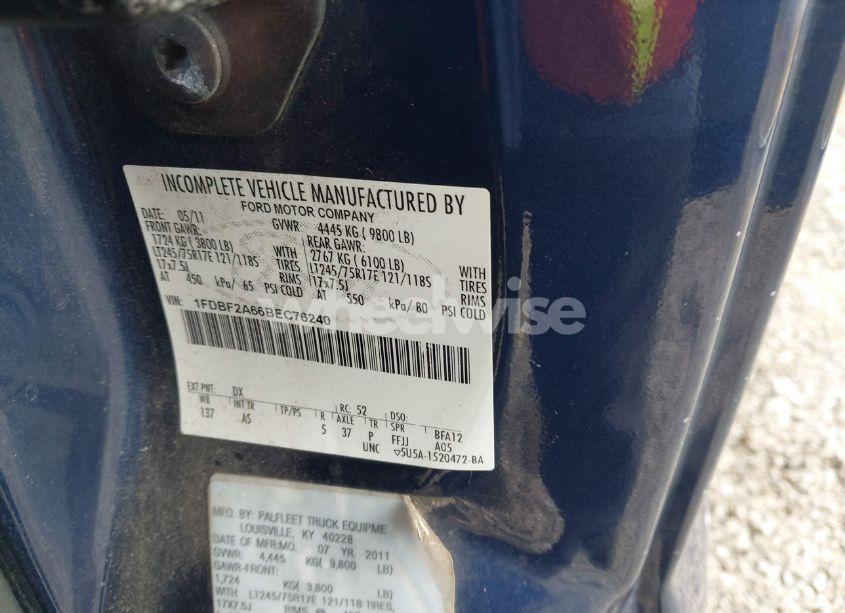 INCOMPLETE VEHICLE MANUFACTURED BY
FORD MOTOR COMPANY
DATE: 05/11 GVWR: 4445 KG ( 9800 LB)
FRONT GAWR: REAR GAWR:
1724 KG ( 3800 LB) WITH 2767 KG ( 6100 LB) WITH
LT245/75R17E 121/118S TIRES LT245/75R17E 121/118S TIRES
17x7.5J RIMS 17x7.5J RIMS
AT 450 kPa/ 65 PSI COLD AT 550 kPa/ 80 PSI COLD
VIN: 1FDBF2A66BEC76240
wheelwise
EXT PNT: DX RC: 52 DSO:
WB INT TR TP/PS R AXLE TR SPR BFA12
137 AS 5 37 P FFJJ A05
UNC ▽5U5A-1520472-BA
MFG. BY: PALFLEET TRUCK EQUIPME
LOUISVILLE, KY 40228
DATE OF MFR:MO. 07 YR. 2011
GVWR: 4,445 KG( 9,800 LB)
GAWR-FRONT:
1,724 KG( 3,800 LB)
WITH LT245/75R17E 121/118 TIRES,
17X7.5J RIMS